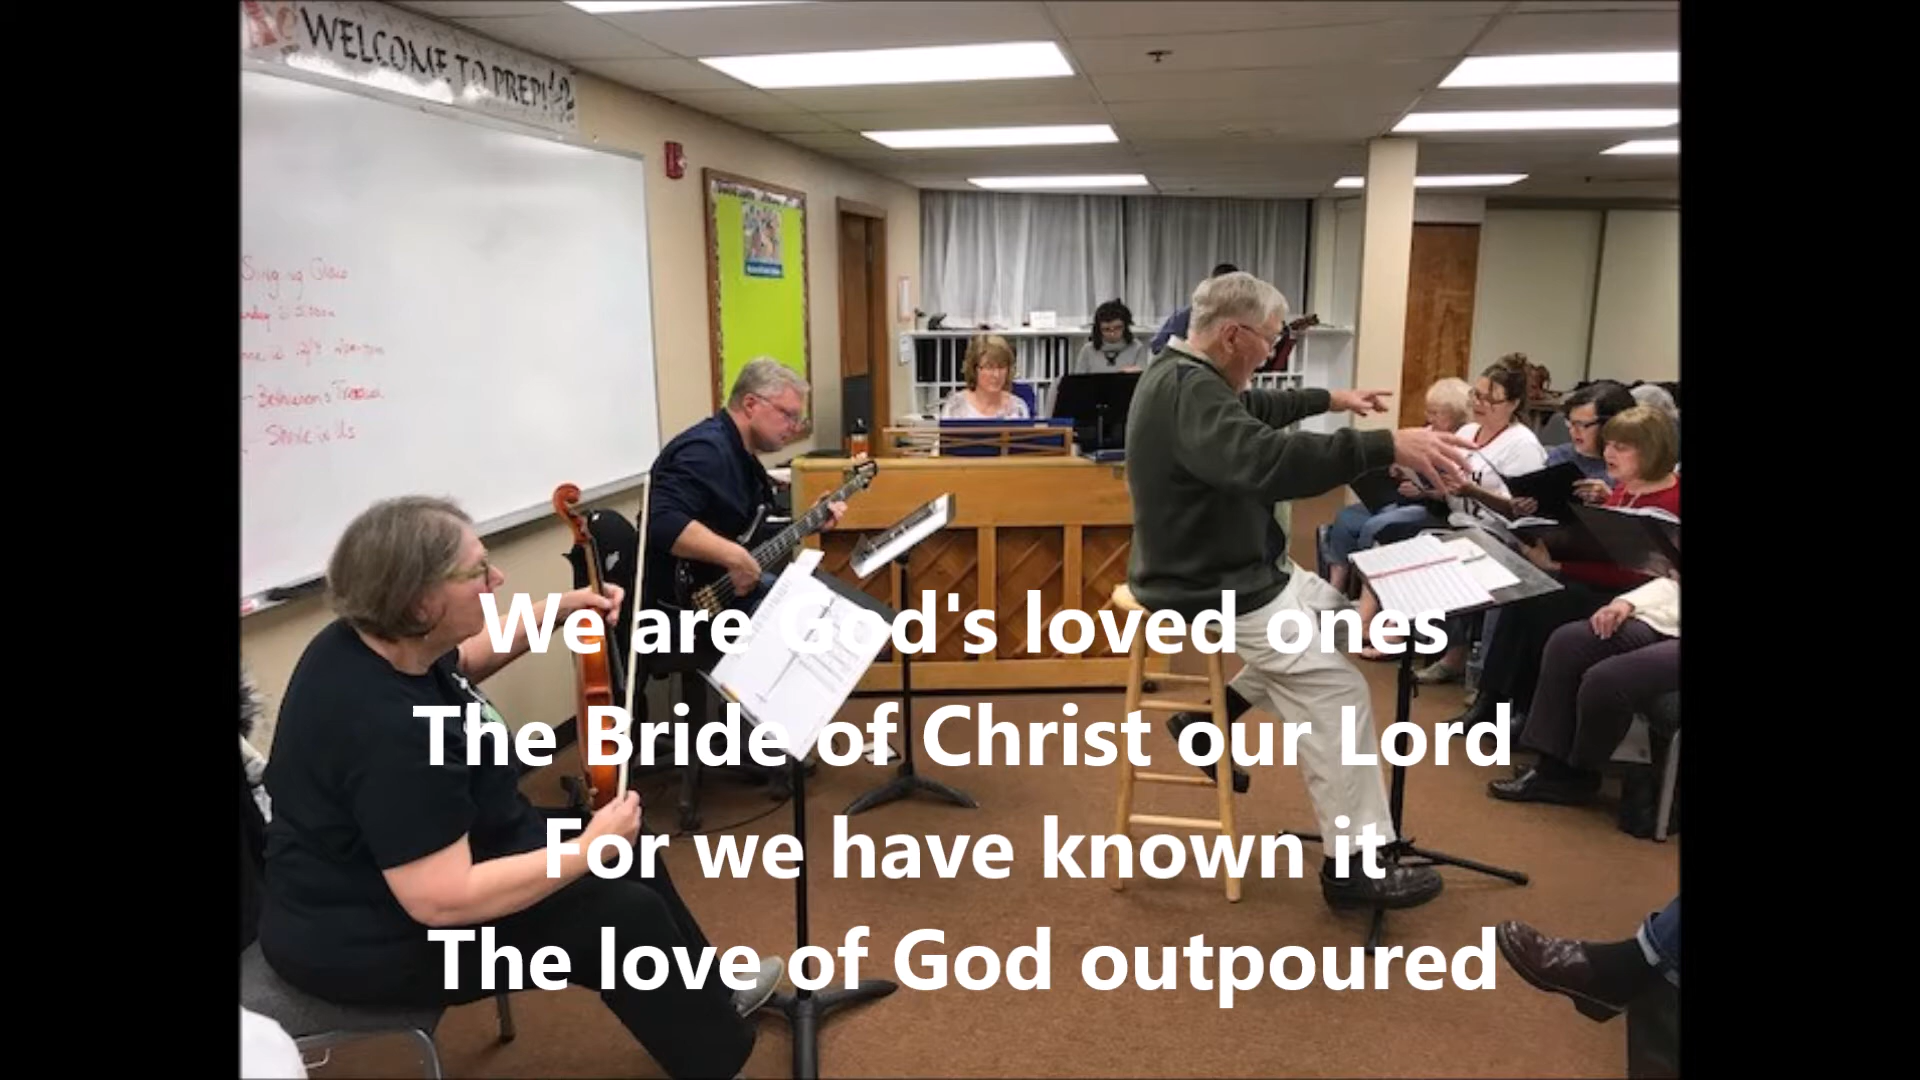 WELCOME TO PREP!
We are God's loved ones
The Bride of Christ our Lord
For we have known it
The love of God outpoured